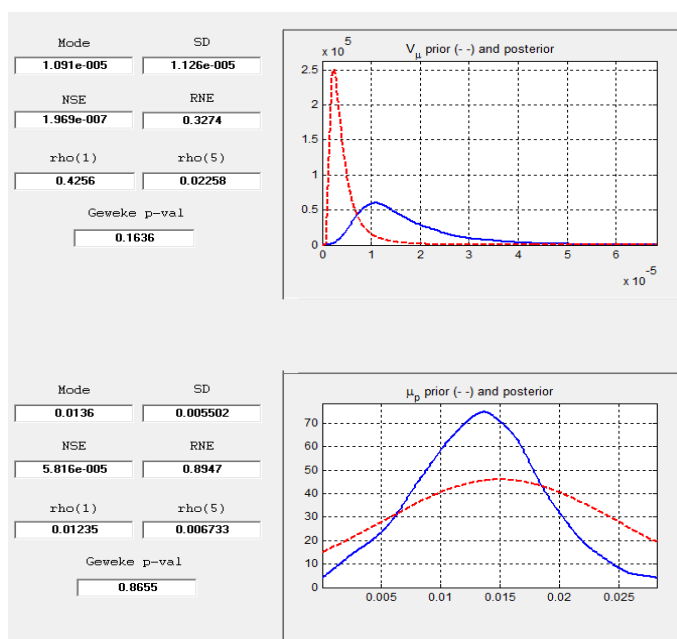 Mode SD
1.091e-005 1.126e-005
NSE RNE
1.969e-007 0.3274
rho(1) rho(5)
0.4256 0.02258
Geweke p-val
0.1636
x 10^5
V_μ prior (- -) and posterior
2.5
2
1.5
1
0.5
0
0 1 2 3 4 5 6
x 10^-5
Mode SD
0.0136 0.005502
NSE RNE
5.816e-005 0.8947
rho(1) rho(5)
0.01235 0.006733
Geweke p-val
0.8655
μ_p prior (- -) and posterior
70
60
50
40
30
20
10
0
0.005 0.01 0.015 0.02 0.025